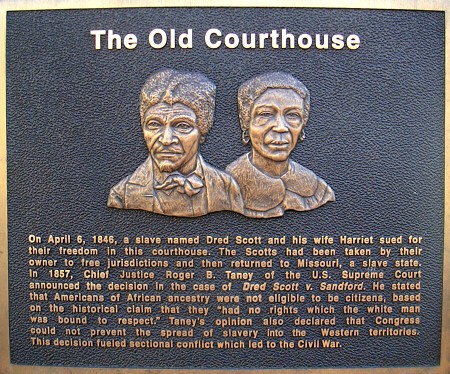 The Old Courthouse
On April 6, 1846, a slave named Dred Scott and his wife Harriet sued for
their freedom in this courthouse. The Scotts had been taken by their
owner to free jurisdictions and then returned to Missouri, a slave state.
In 1857, Chief Justice Roger B. Taney of the U.S. Supreme Court
announced the decision in the case of Dred Scott v. Sandford. He stated
that Americans of African ancestry were not eligible to be citizens, based
on the historical claim that they "had no rights which the white man
was bound to respect." Taney's opinion also declared that Congress
could not prevent the spread of slavery into the Western territories.
This decision fueled sectional conflict which led to the Civil War.